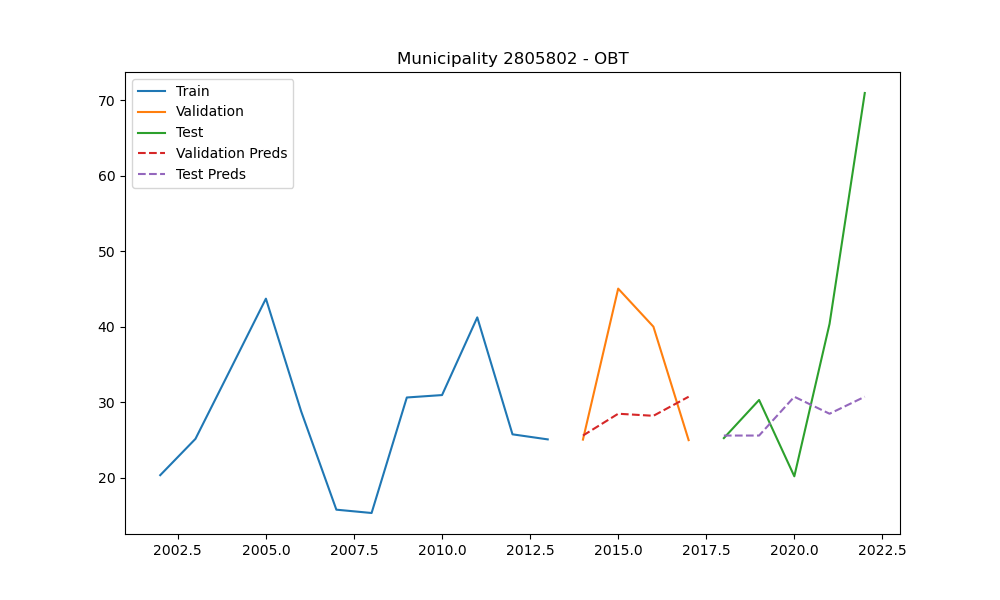 Municipality 2805802 - OBT
Train
Validation
Test
Validation Preds
Test Preds
70
60
50
40
30
20
2002.5 2005.0 2007.5 2010.0 2012.5 2015.0 2017.5 2020.0 2022.5